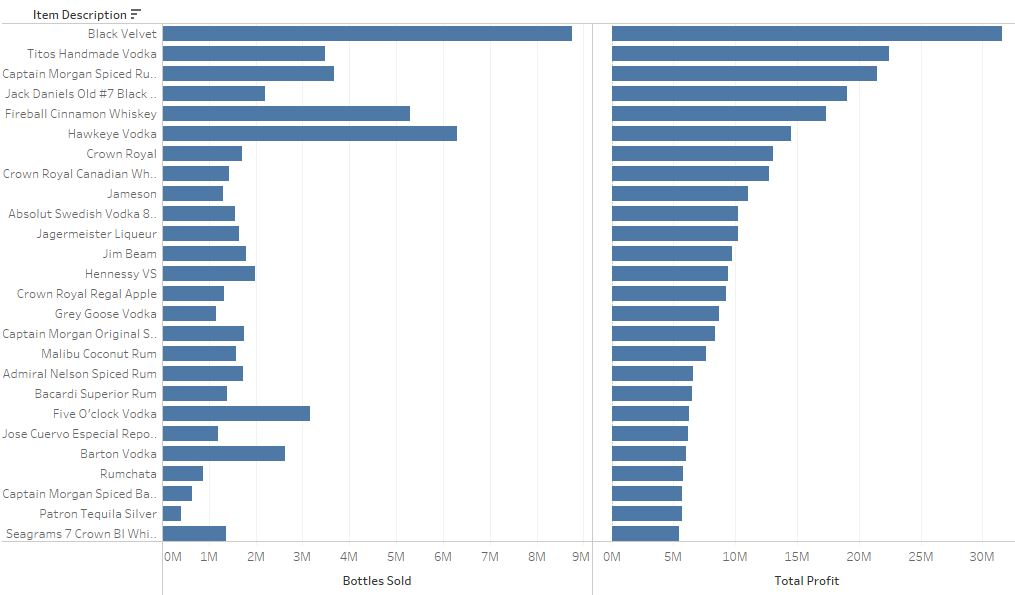 Item Description
Black Velvet
Titos Handmade Vodka
Captain Morgan Spiced Ru..
Jack Daniels Old #7 Black ..
Fireball Cinnamon Whiskey
Hawkeye Vodka
Crown Royal
Crown Royal Canadian Wh..
Jameson
Absolut Swedish Vodka 8..
Jagermeister Liqueur
Jim Beam
Hennessy VS
Crown Royal Regal Apple
Grey Goose Vodka
Captain Morgan Original S..
Malibu Coconut Rum
Admiral Nelson Spiced Rum
Bacardi Superior Rum
Five O'clock Vodka
Jose Cuervo Especial Repo..
Barton Vodka
Rumchata
Captain Morgan Spiced Ba..
Patron Tequila Silver
Seagrams 7 Crown Bl Whi..
0M 1M 2M 3M 4M 5M 6M 7M 8M 9M 0M 5M 10M 15M 20M 25M 30M
Bottles Sold Total Profit